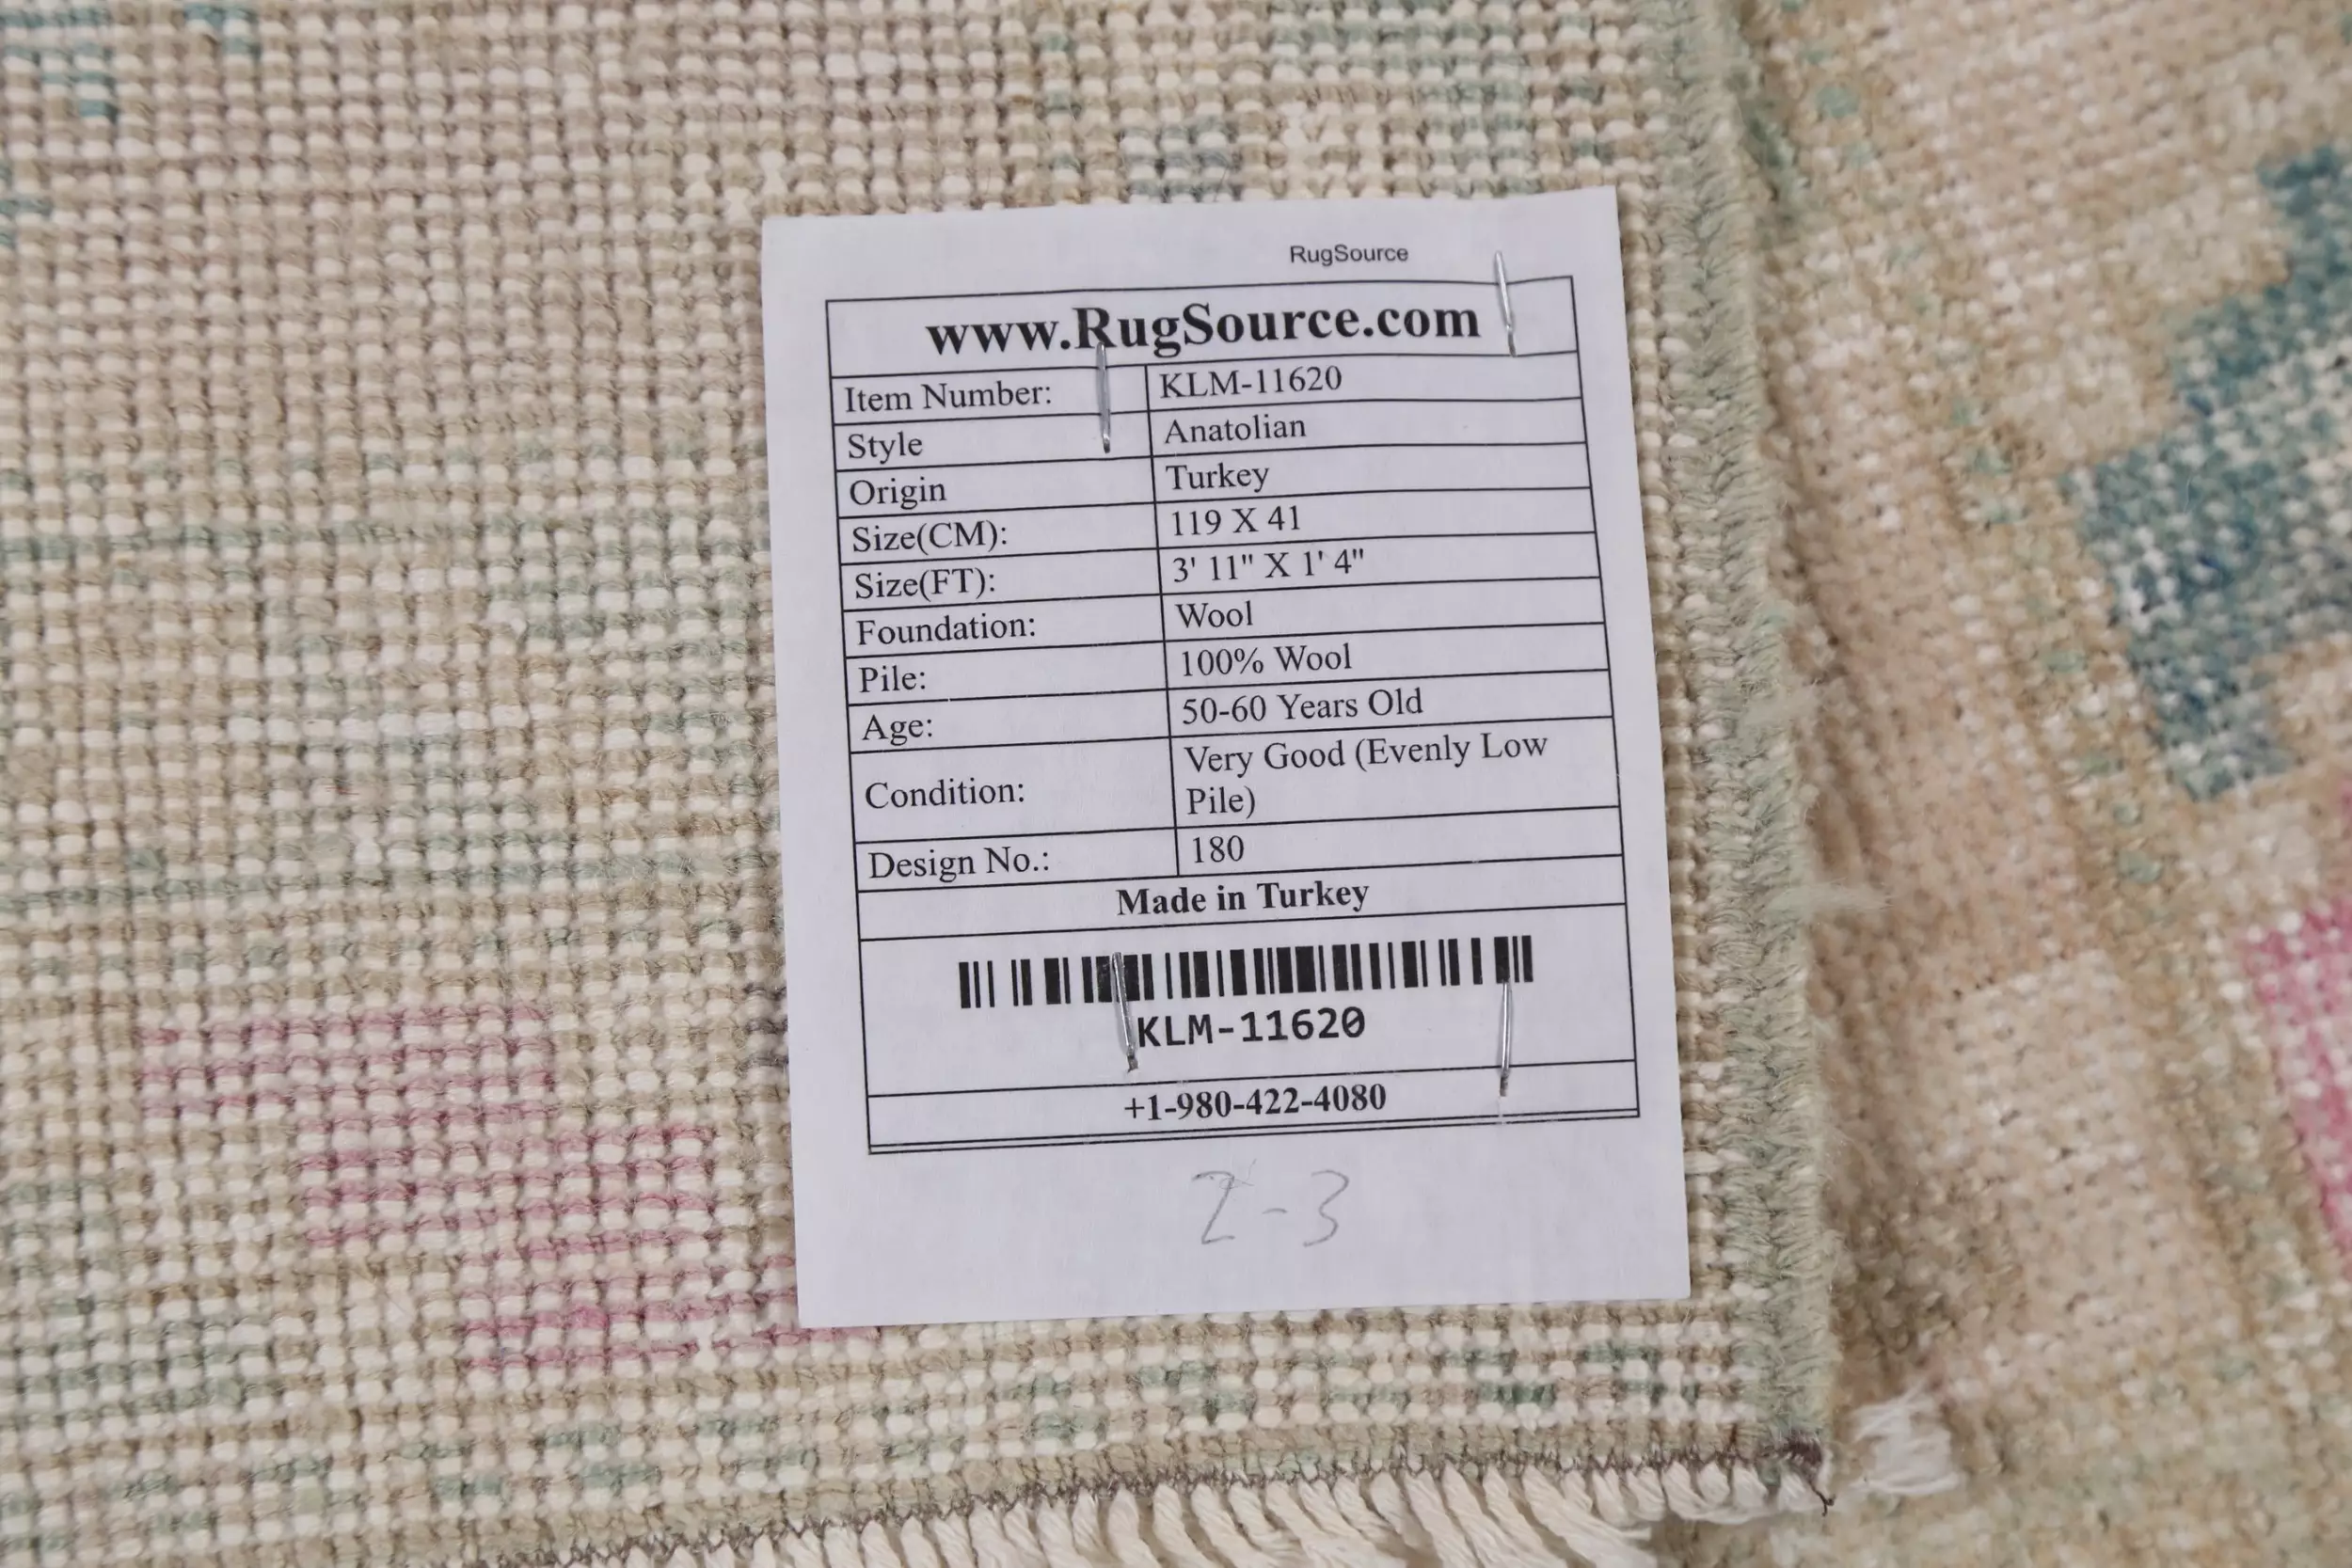 RugSource
www.RugSource.com
Item Number: KLM-11620
Style Anatolian
Origin Turkey
Size(CM): 119 X 41
Size(FT): 3' 11" X 1' 4"
Foundation: Wool
Pile: 100% Wool
Age: 50-60 Years Old
Condition: Very Good (Evenly Low
Pile)
Design No.: 180
Made in Turkey
KLM-11620
+1-980-422-4080
2-3